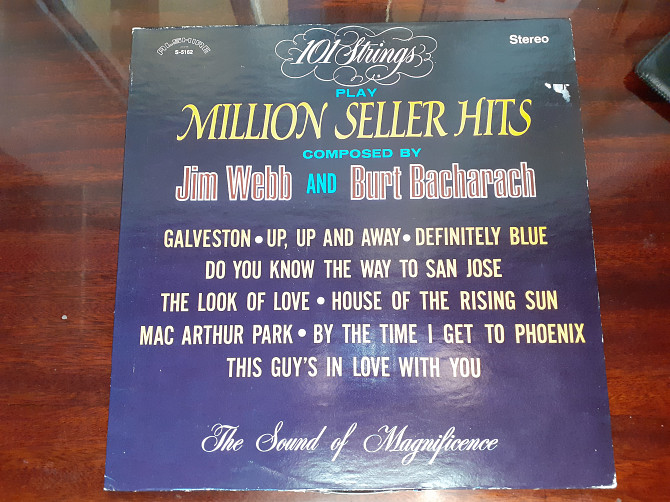 ALSHIRE
S-5152
101 Strings
Stereo
PLAY
MILLION SELLER HITS
COMPOSED BY
Jim Webb AND Burt Bacharach
GALVESTON • UP, UP AND AWAY • DEFINITELY BLUE
DO YOU KNOW THE WAY TO SAN JOSE
THE LOOK OF LOVE • HOUSE OF THE RISING SUN
MAC ARTHUR PARK • BY THE TIME I GET TO PHOENIX
THIS GUY'S IN LOVE WITH YOU
The Sound of Magnificence